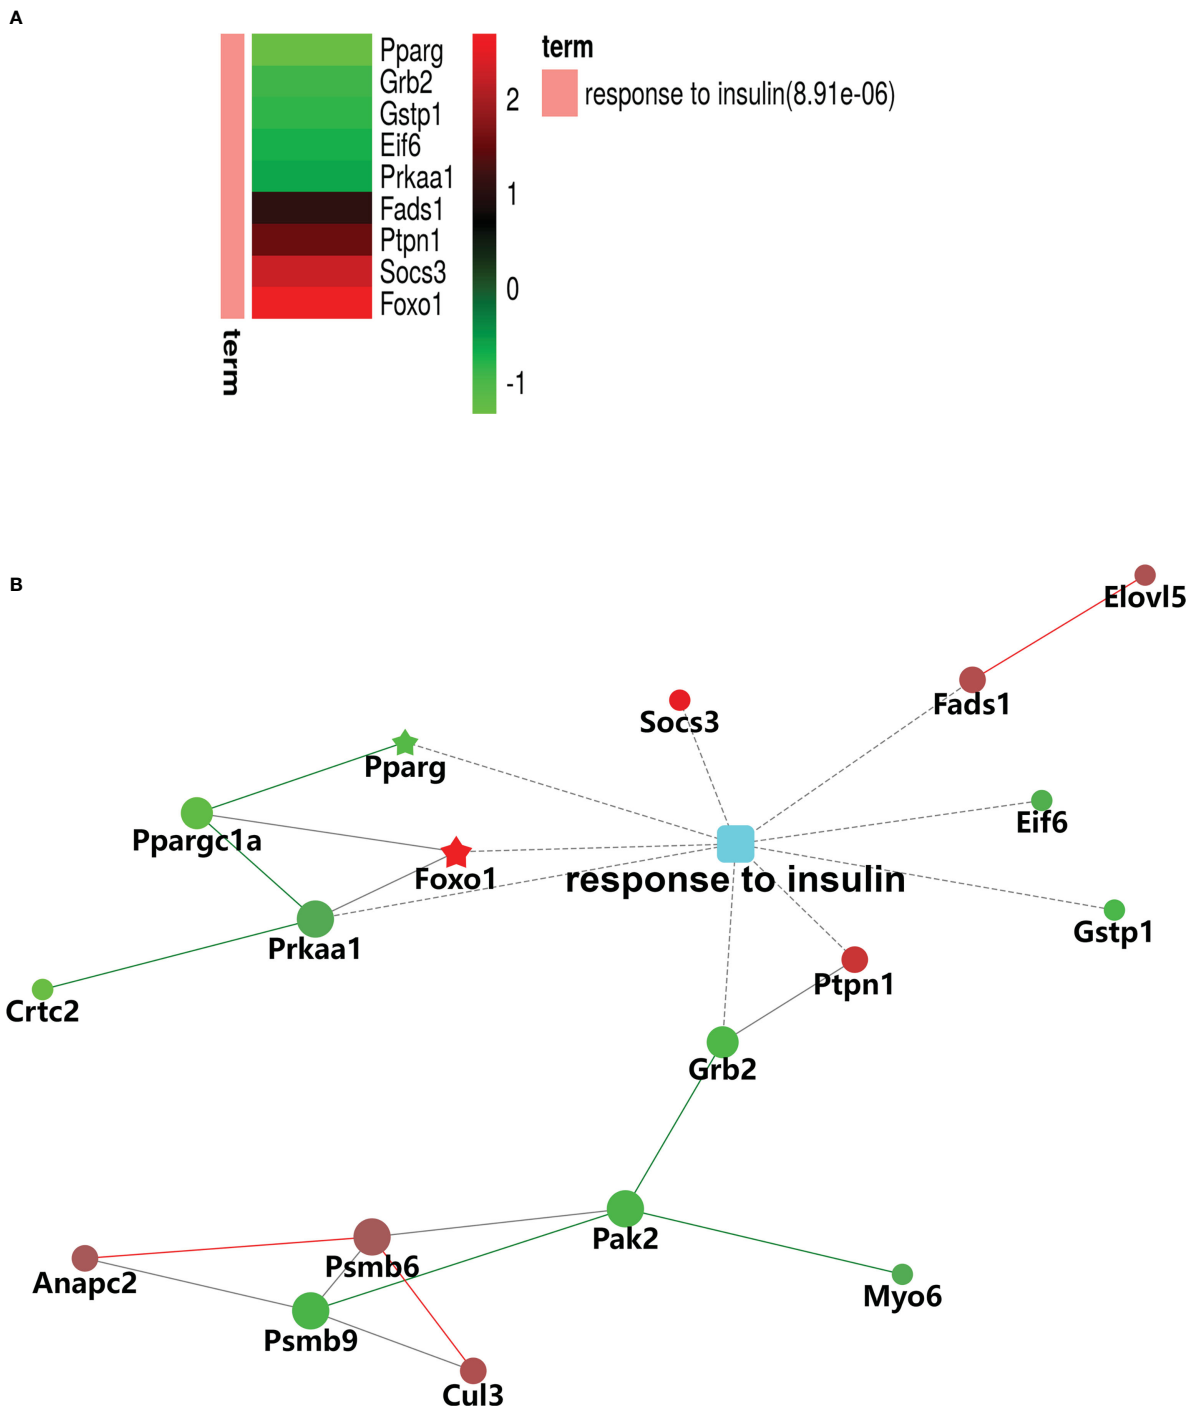 A
Pparg
Grb2
Gstp1
Eif6
Prkaa1
Fads1
Ptpn1
Socs3
Foxo1
term
2
1
0
-1
term
response to insulin(8.91e-06)
B
Elovl5
Fads1
Socs3
Pparg
Eif6
Ppargc1a
Foxo1
response to insulin
Gstp1
Prkaa1
Ptpn1
Crtc2
Grb2
Pak2
Psmb6
Anapc2
Myo6
Psmb9
Cul3